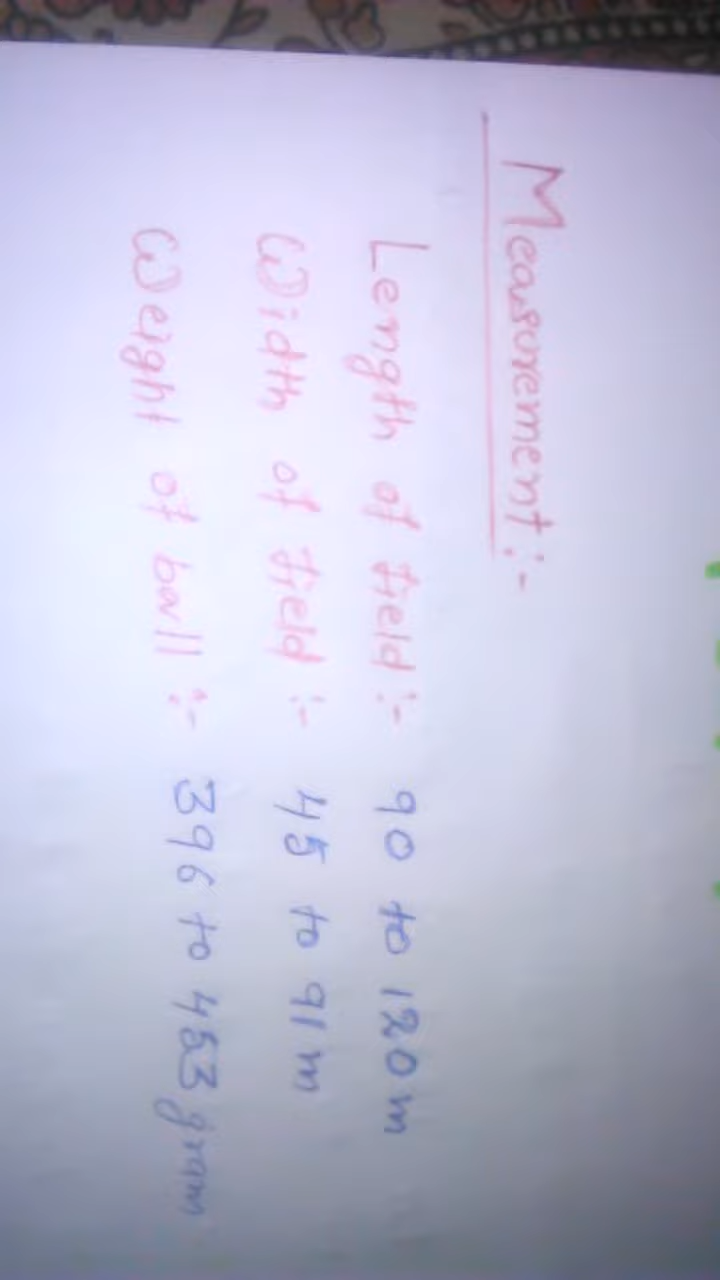 Measurement :-
Length of field :- 90 to 120 m
Width of field :- 45 to 91 m
Weight of ball :- 396 to 453 gram